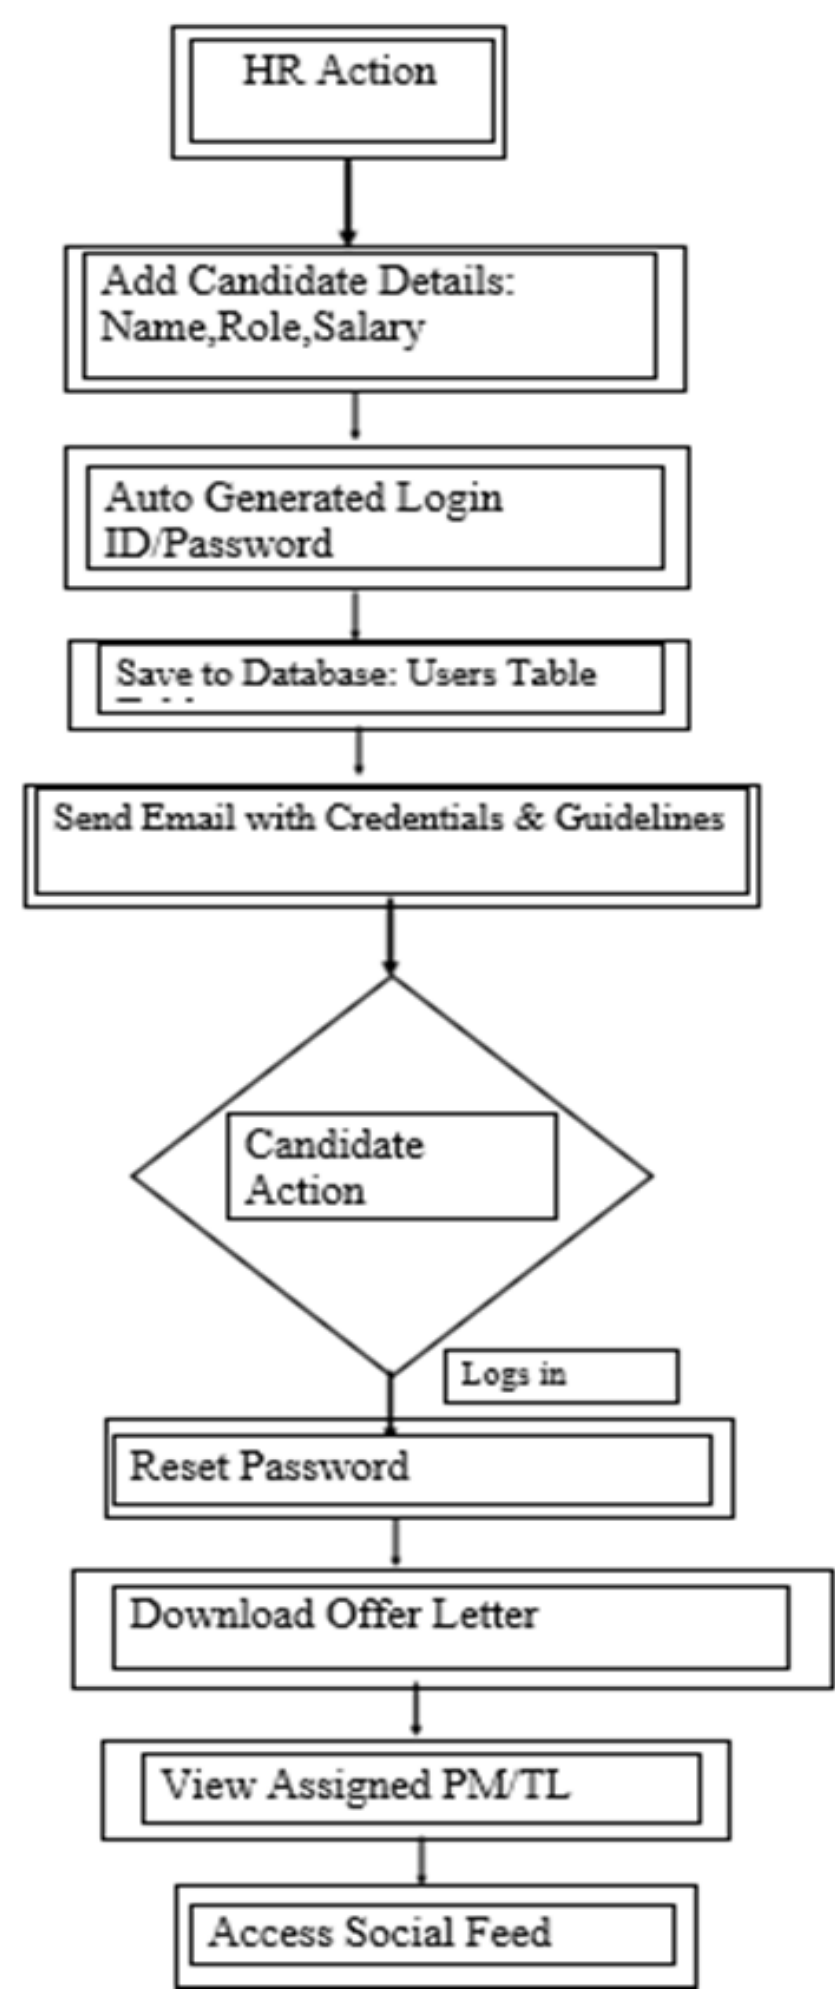 HR Action
Add Candidate Details:
Name,Role,Salary
Auto Generated Login
ID/Password
Save to Database: Users Table
Send Email with Credentials & Guidelines
Candidate
Action
Logs in
Reset Password
Download Offer Letter
View Assigned PM/TL
Access Social Feed